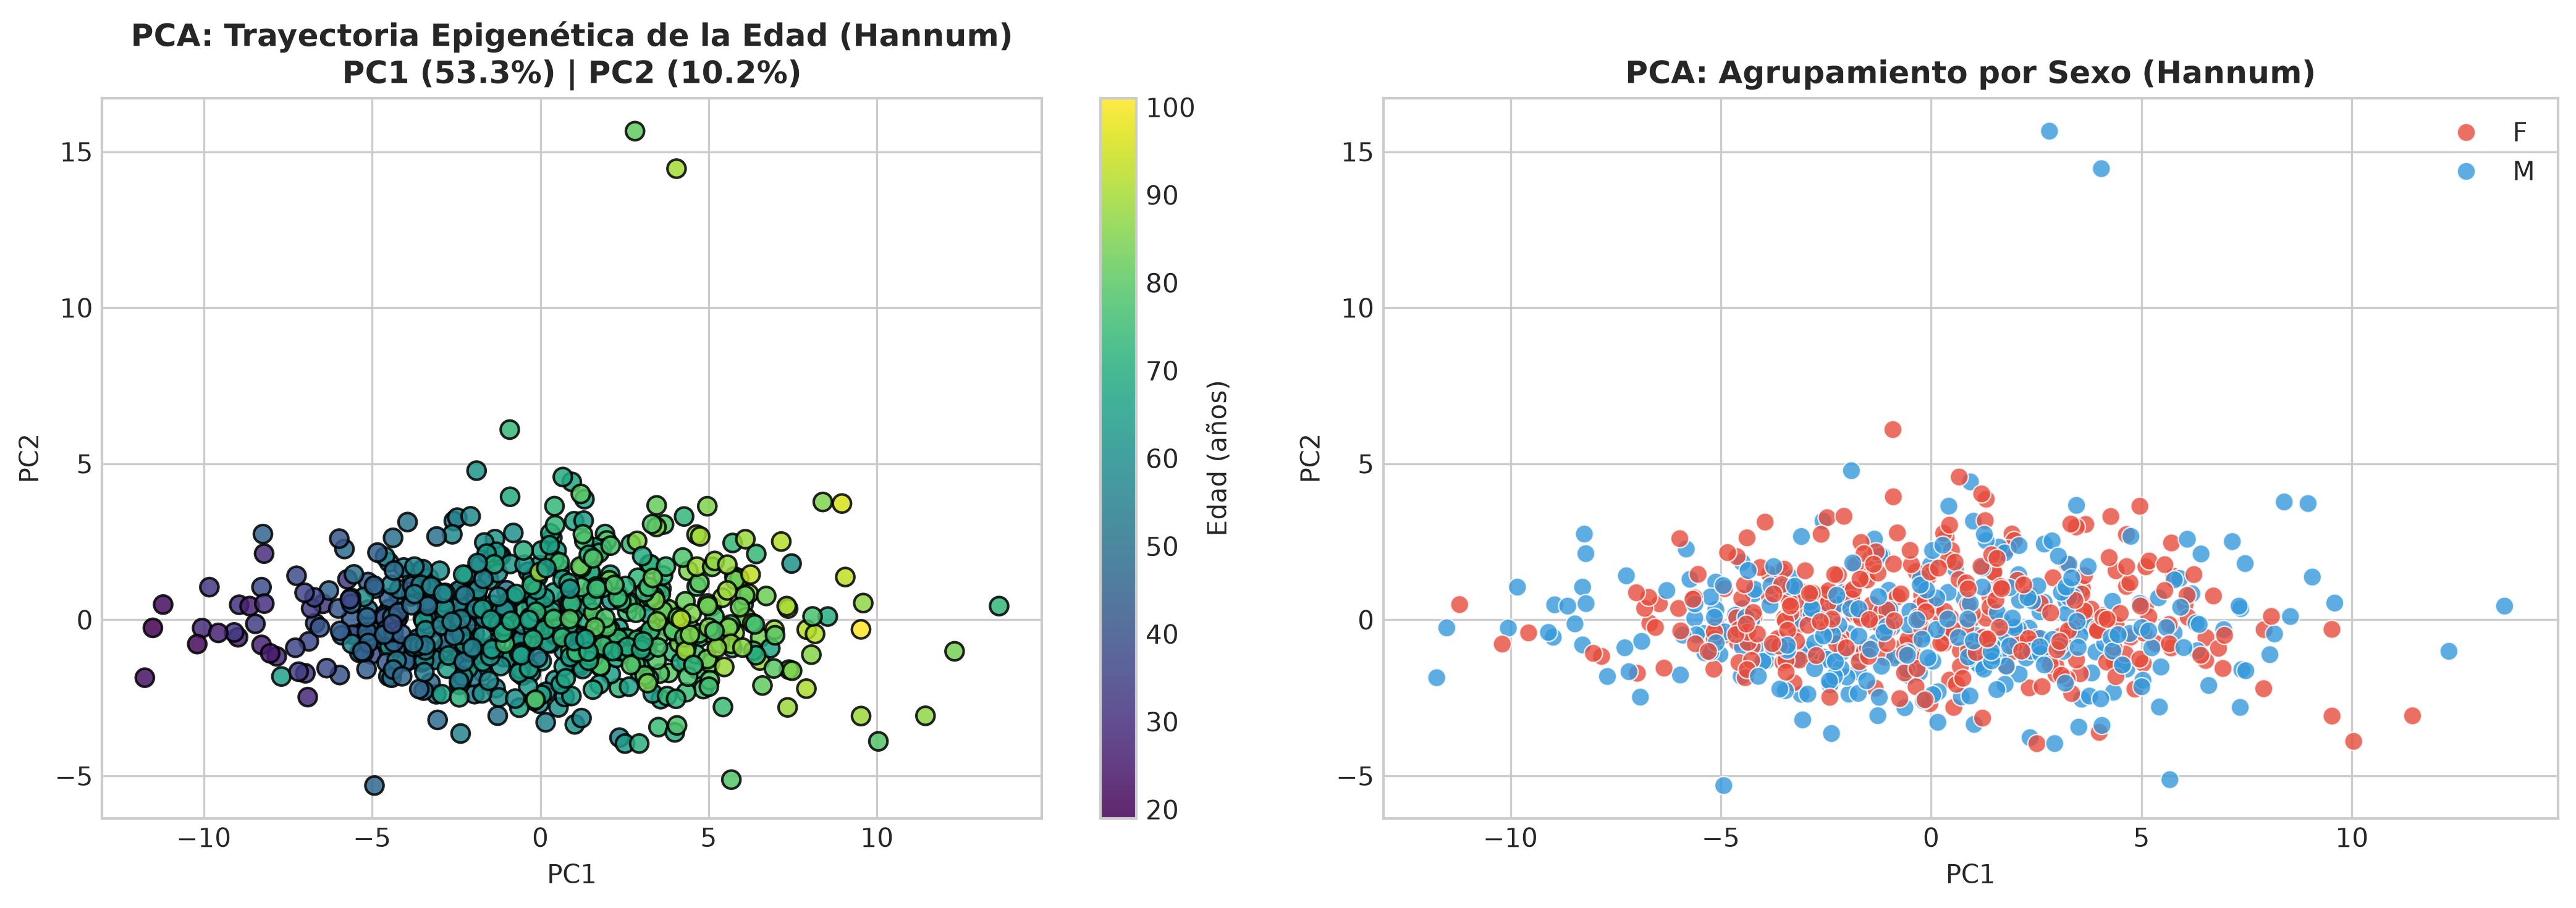 PCA: Trayectoria Epigenética de la Edad (Hannum)
PC1 (53.3%) | PC2 (10.2%)
15
10
5
0
−5
PC2
−10
−5
0
5
10
PC1
100
90
80
70
60
50
40
30
20
Edad (años)
PCA: Agrupamiento por Sexo (Hannum)
F
M
15
10
5
0
−5
PC2
−10
−5
0
5
10
PC1